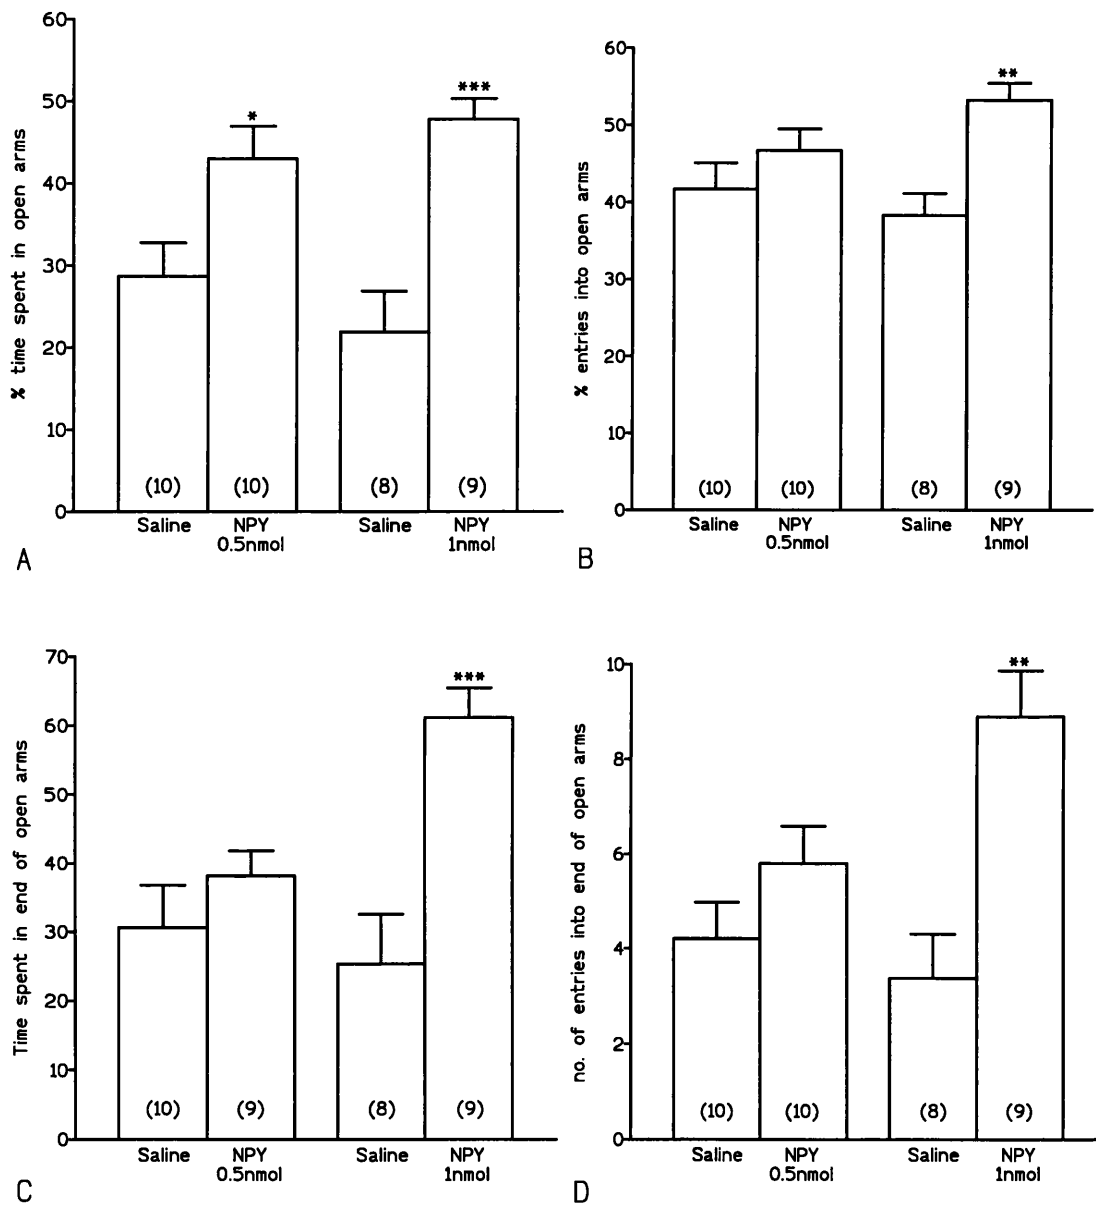 60
50
40
30
20
10
0
% time spent in open arms
*
***
(10)
(10)
(8)
(9)
Saline
NPY
0.5nmol
Saline
NPY
1nmol
A
60
50
40
30
20
10
0
% entries into open arms
**
(10)
(10)
(8)
(9)
Saline
NPY
0.5nmol
Saline
NPY
1nmol
B
70
60
50
40
30
20
10
0
Time spent in end of open arms
***
(10)
(9)
(8)
(9)
Saline
NPY
0.5nmol
Saline
NPY
1nmol
C
10
8
6
4
2
0
no. of entries into end of open arms
**
(10)
(10)
(8)
(9)
Saline
NPY
0.5nmol
Saline
NPY
1nmol
D